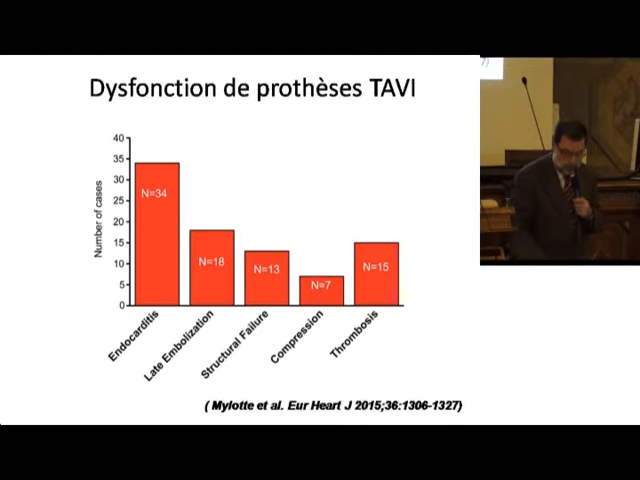 Dysfonction de prothèses TAVI
Number of cases
40
35
30
25
20
15
10
5
0
N=34
N=18
N=13
N=7
N=15
Endocarditis
Late Embolization
Structural Failure
Compression
Thrombosis
( Mylotte et al. Eur Heart J 2015;36:1306-1327)